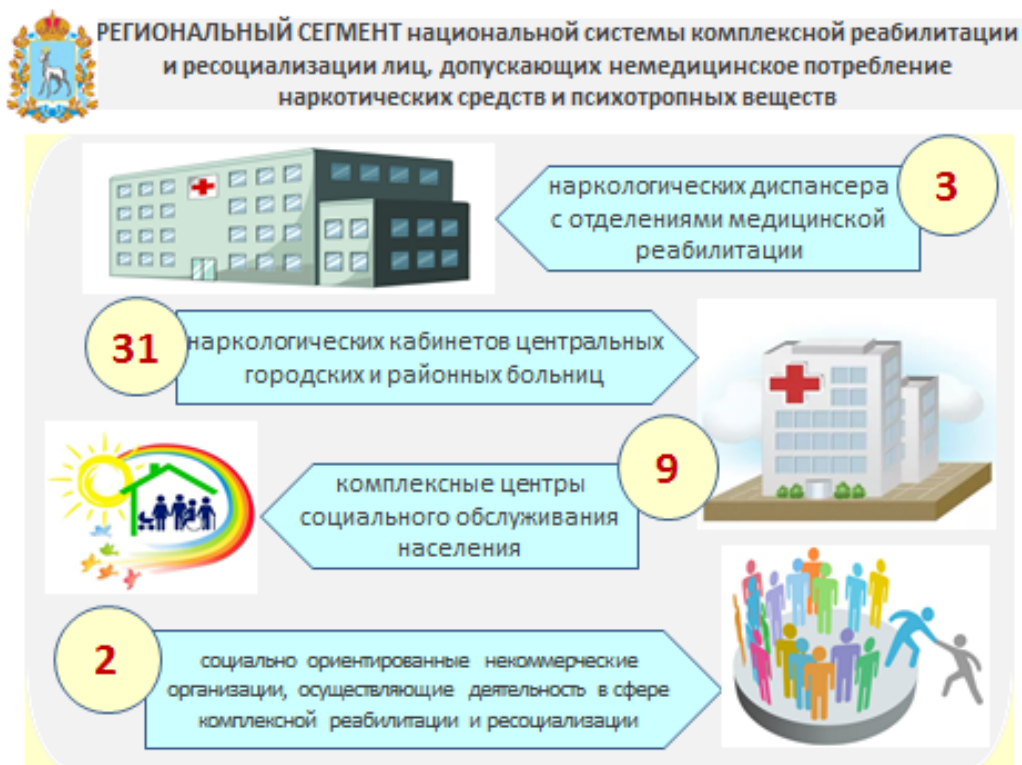 РЕГИОНАЛЬНЫЙ СЕГМЕНТ национальной системы комплексной реабилитации
и ресоциализации лиц, допускающих немедицинское потребление
наркотических средств и психотропных веществ
наркологических диспансера
с отделениями медицинской
реабилитации
3
31
наркологических кабинетов центральных
городских и районных больниц
комплексные центры
социального обслуживания
населения
9
2
социально ориентированные некоммерческие
организации, осуществляющие деятельность в сфере
комплексной реабилитации и ресоциализации